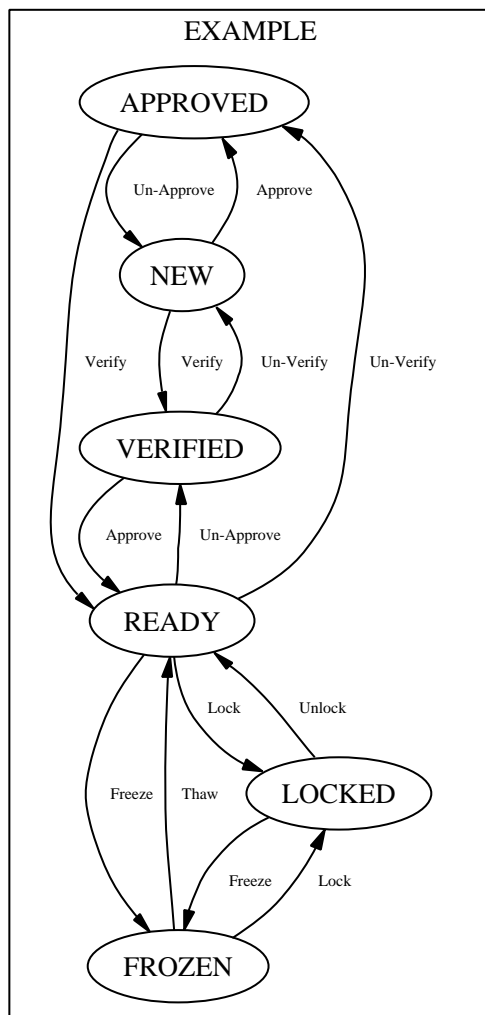 EXAMPLE
APPROVED
Un-Approve
Approve
NEW
Verify
Verify
Un-Verify
Un-Verify
VERIFIED
Approve
Un-Approve
READY
Lock
Unlock
Freeze
Thaw
LOCKED
Freeze
Lock
FROZEN